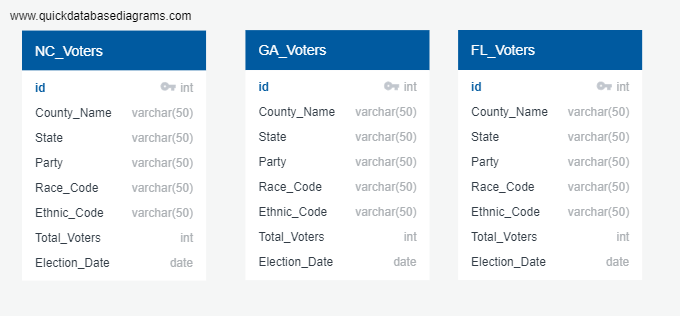 www.quickdatabasediagrams.com
NC_Voters
id int
County_Name varchar(50)
State varchar(50)
Party varchar(50)
Race_Code varchar(50)
Ethnic_Code varchar(50)
Total_Voters int
Election_Date date
GA_Voters
id int
County_Name varchar(50)
State varchar(50)
Party varchar(50)
Race_Code varchar(50)
Ethnic_Code varchar(50)
Total_Voters int
Election_Date date
FL_Voters
id int
County_Name varchar(50)
State varchar(50)
Party varchar(50)
Race_Code varchar(50)
Ethnic_Code varchar(50)
Total_Voters int
Election_Date date